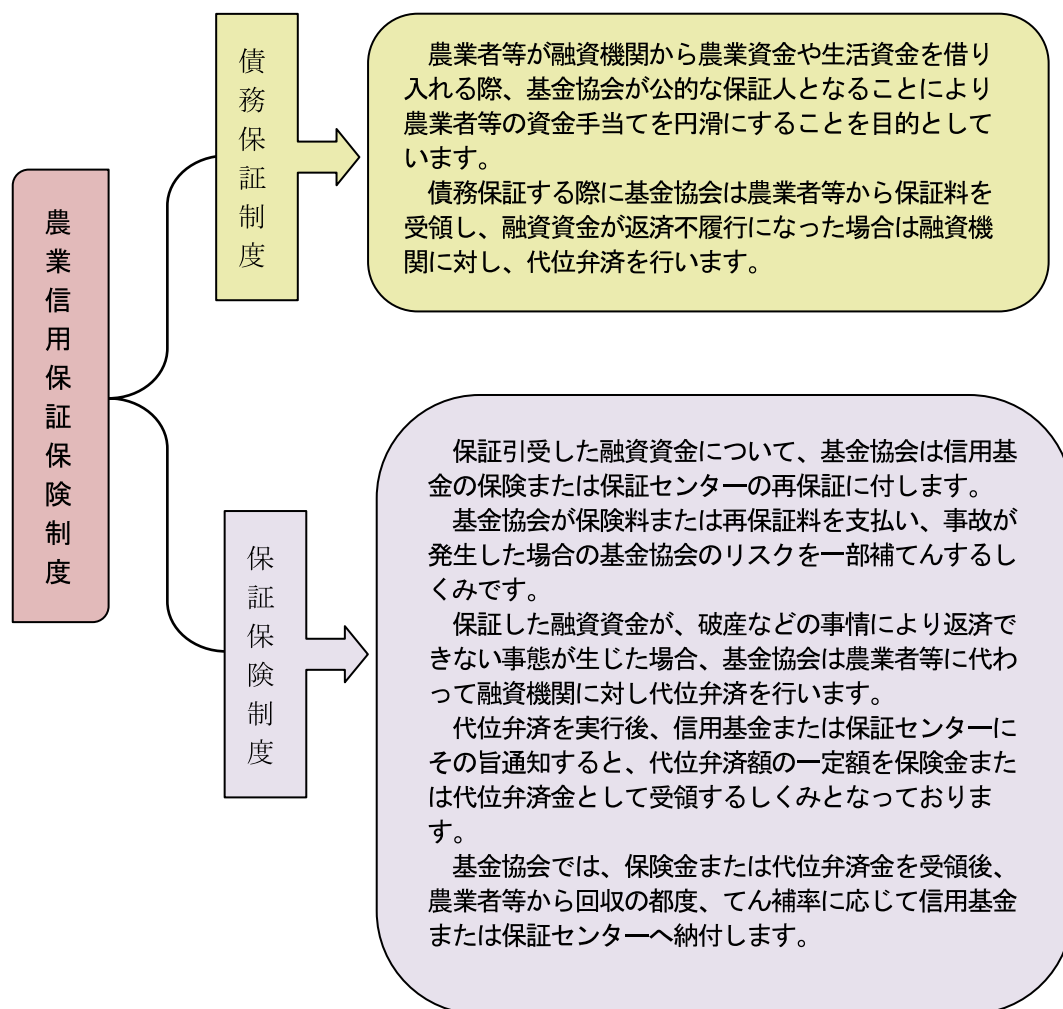 農業信用保証保険制度
債務保証制度
農業者等が融資機関から農業資金や生活資金を借り
入れる際、基金協会が公的な保証人となることにより
農業者等の資金手当てを円滑にすることを目的として
います。
債務保証する際に基金協会は農業者等から保証料を
受領し、融資資金が返済不履行になった場合は融資機
関に対し、代位弁済を行います。
保証保険制度
保証引受した融資資金について、基金協会は信用基
金の保険または保証センターの再保証に付します。
基金協会が保険料または再保証料を支払い、事故が
発生した場合の基金協会のリスクを一部補てんするし
くみです。
保証した融資資金が、破産などの事情により返済で
きない事態が生じた場合、基金協会は農業者等に代わ
って融資機関に対し代位弁済を行います。
代位弁済を実行後、信用基金または保証センターに
その旨通知すると、代位弁済額の一定額を保険金また
は代位弁済金として受領するしくみとなっておりま
す。
基金協会では、保険金または代位弁済金を受領後、
農業者等から回収の都度、てん補率に応じて信用基金
または保証センターへ納付します。